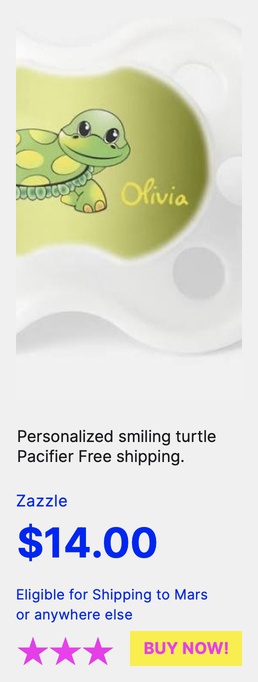 Olivia
Personalized smiling turtle
Pacifier Free shipping.
Zazzle
$14.00
Eligible for Shipping to Mars
or anywhere else
BUY NOW!